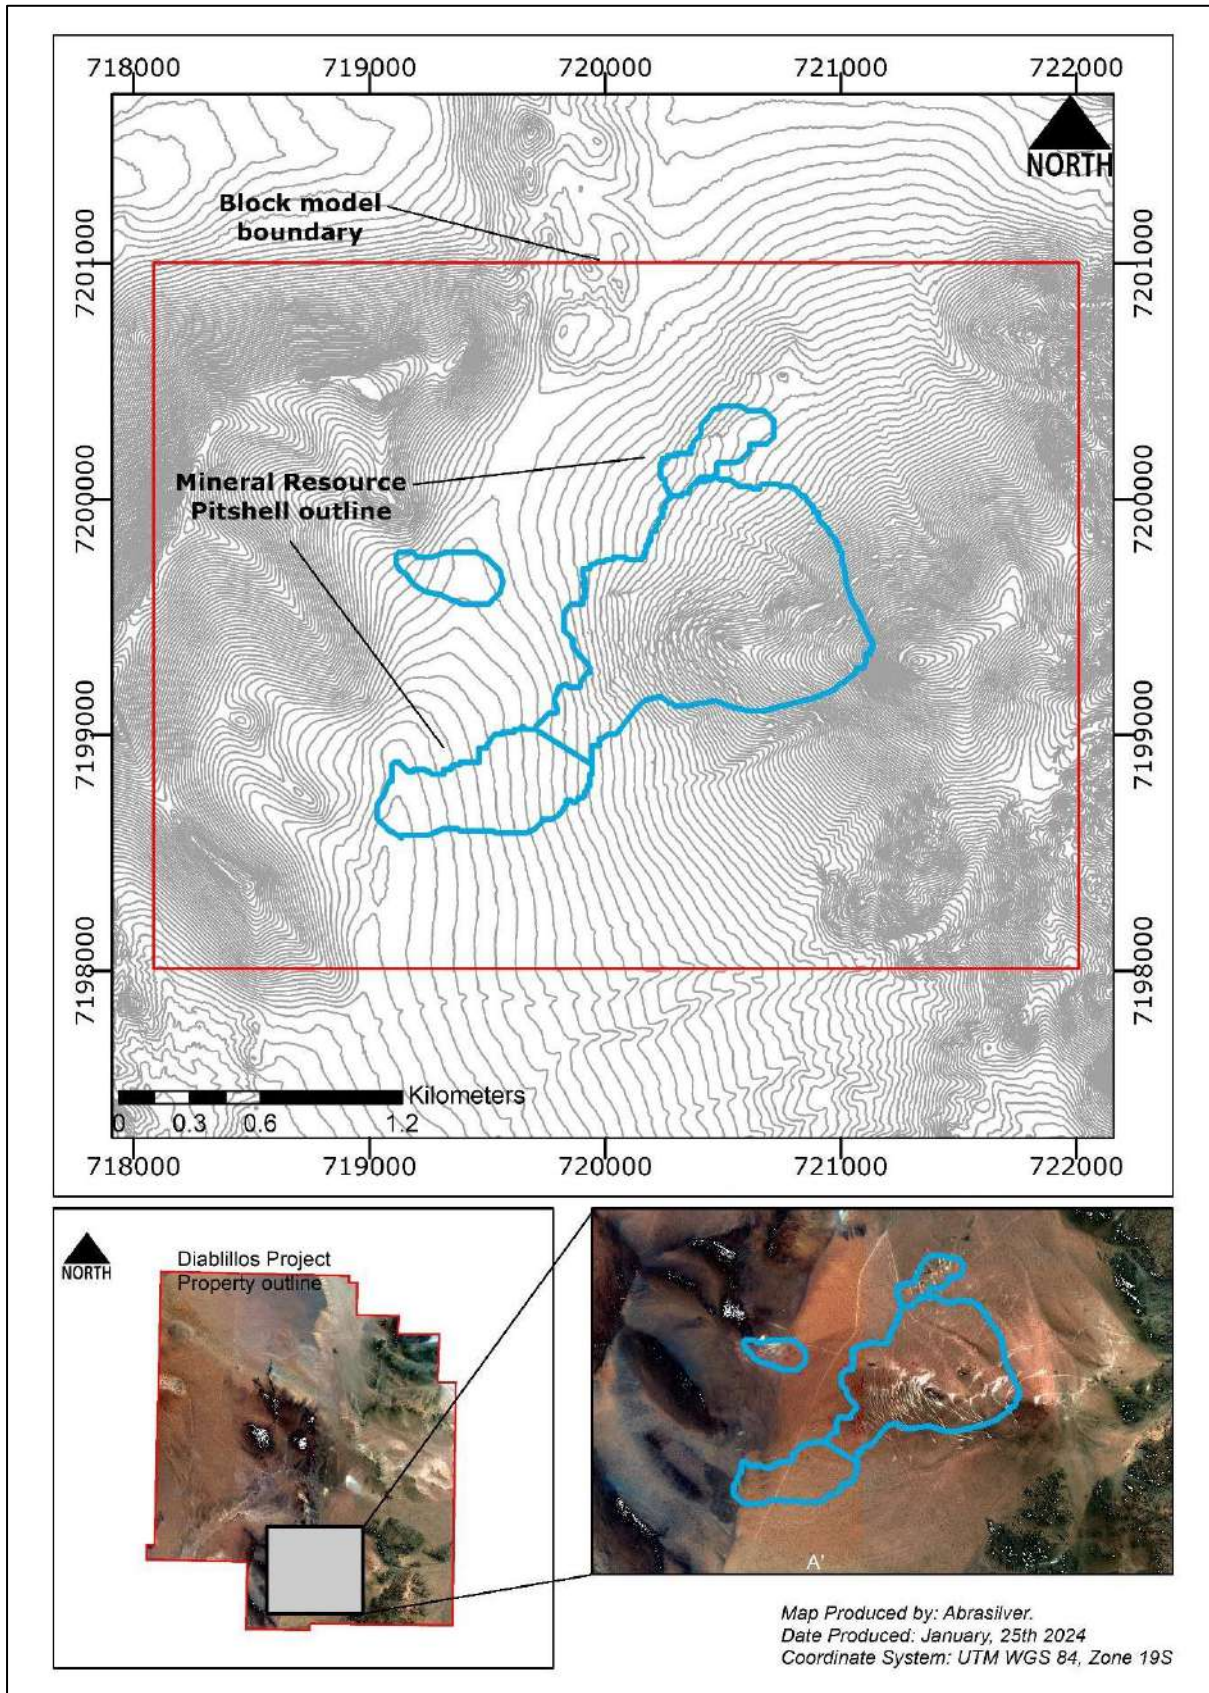 718000 719000 720000 721000 722000
NORTH
Block model
boundary
7201000
7201000
Mineral Resource
Pitshell outline
7200000
7200000
7199000
7199000
7198000
7198000
Kilometers
0 0.3 0.6 1.2
718000 719000 720000 721000 722000
NORTH
Diablillos Project
Property outline
A'
Map Produced by: Abrasilver.
Date Produced: January, 25th 2024
Coordinate System: UTM WGS 84, Zone 19S